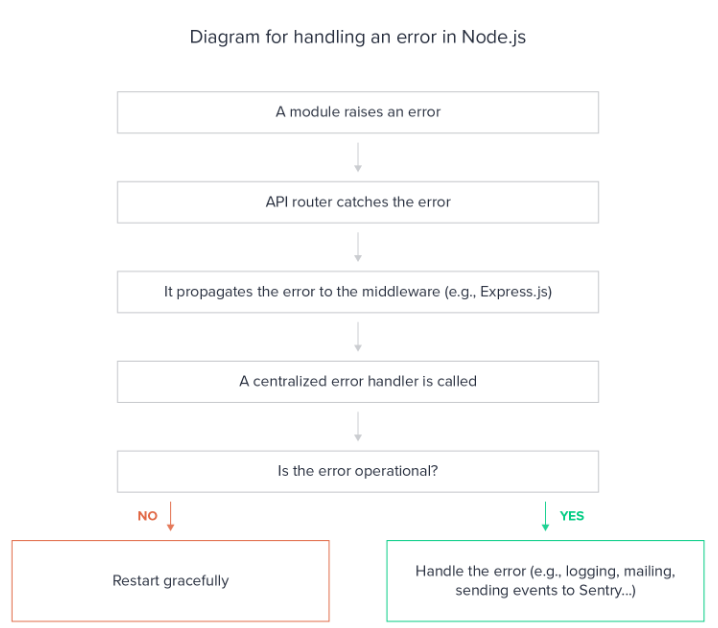 Diagram for handling an error in Node.js
A module raises an error
API router catches the error
It propagates the error to the middleware (e.g., Express.js)
A centralized error handler is called
Is the error operational?
NO
YES
Restart gracefully
Handle the error (e.g., logging, mailing,
sending events to Sentry...)